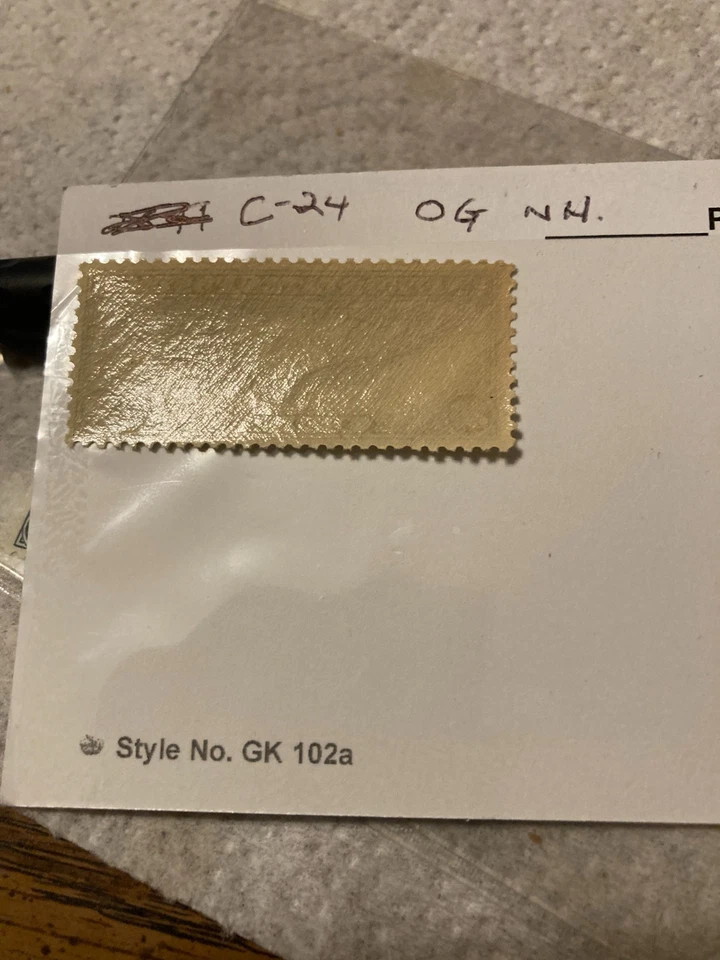 C-24 OG NH.
Style No. GK 102a